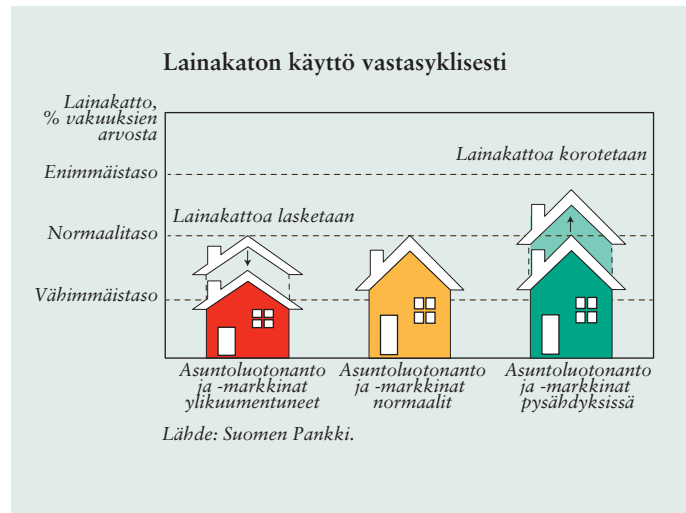 Lainakaton käyttö vastasyklisesti
Lainakatto,
% vakuuksien
arvosta
Enimmäistaso
Normaalitaso
Vähimmäistaso
Lainakattoa lasketaan
Lainakattoa korotetaan
Asuntoluotonanto
ja -markkinat
ylikuumentuneet
Asuntoluotonanto
ja -markkinat
normaalit
Asuntoluotonanto
ja -markkinat
pysähdyksissä
Lähde: Suomen Pankki.